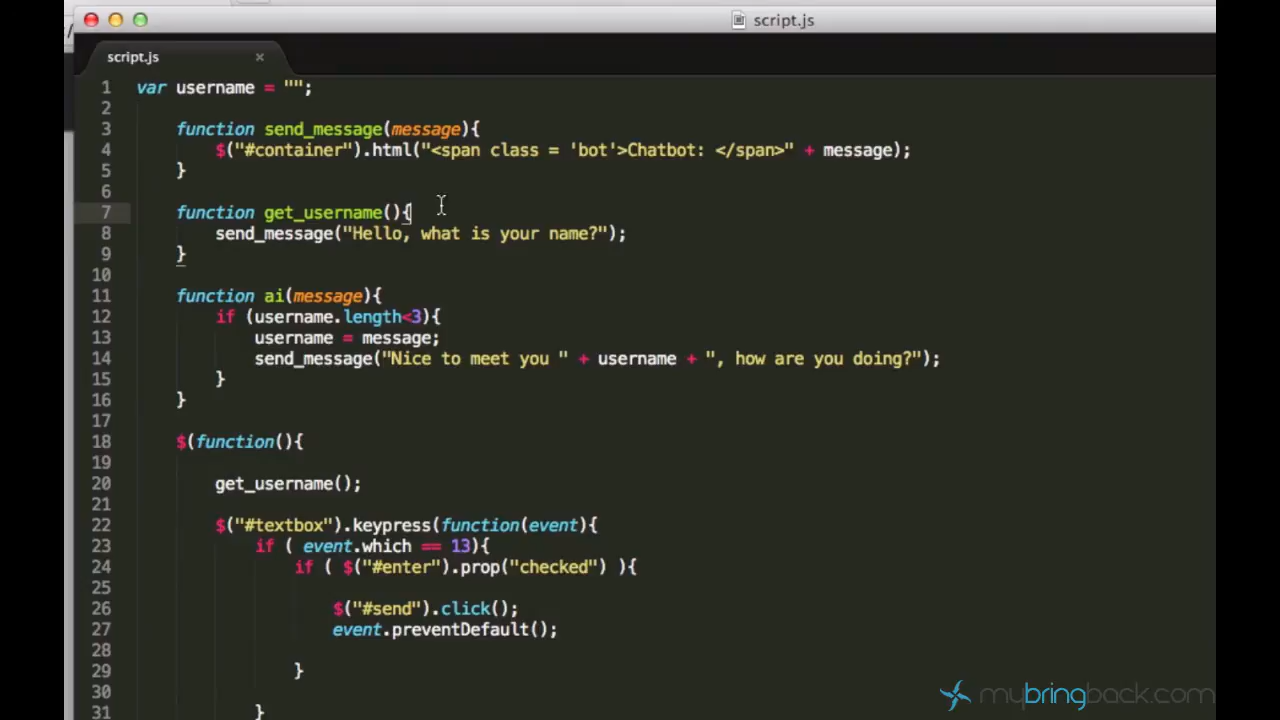 script.js
script.js ×
1 var username = "";
2
3 function send_message(message){
4 $("#container").html("<span class = 'bot'>Chatbot: </span>" + message);
5 }
6
7 function get_username(){
8 send_message("Hello, what is your name?");
9 }
10
11 function ai(message){
12 if (username.length<3){
13 username = message;
14 send_message("Nice to meet you " + username + ", how are you doing?");
15 }
16 }
17
18 $(function(){
19
20 get_username();
21
22 $("#textbox").keypress(function(event){
23 if ( event.which == 13){
24 if ( $("#enter").prop("checked") ){
25
26 $("#send").click();
27 event.preventDefault();
28
29 }
30
31 }
mybringback.com